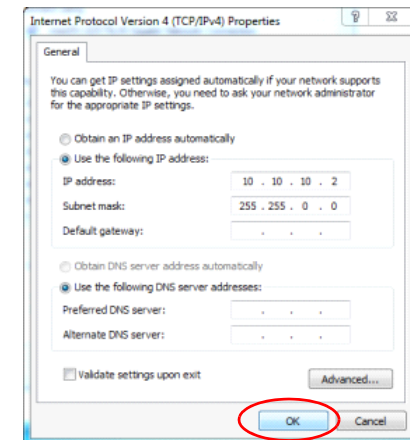 Internet Protocol Version 4 (TCP/IPv4) Properties
General
You can get IP settings assigned automatically if your network supports
this capability. Otherwise, you need to ask your network administrator
for the appropriate IP settings.
Obtain an IP address automatically
Use the following IP address:
IP address: 10 . 10 . 10 . 2
Subnet mask: 255 . 255 . 0 . 0
Default gateway: . . .
Obtain DNS server address automatically
Use the following DNS server addresses:
Preferred DNS server: . . .
Alternate DNS server: . . .
Validate settings upon exit
Advanced...
OK Cancel